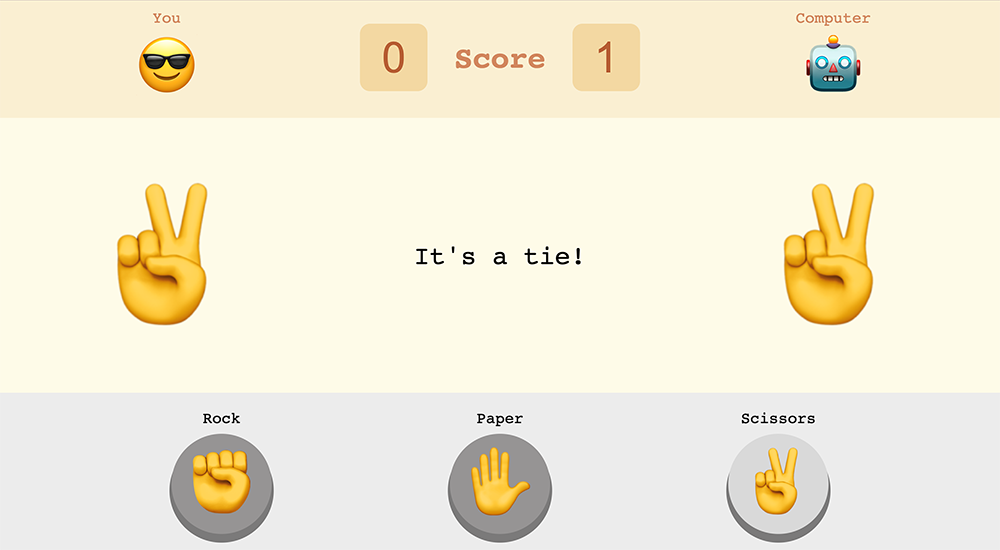 You
Computer
0 Score 1
It's a tie!
Rock
Paper
Scissors